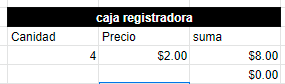 caja registradora
Canidad Precio suma
4 $2.00 $8.00
$0.00